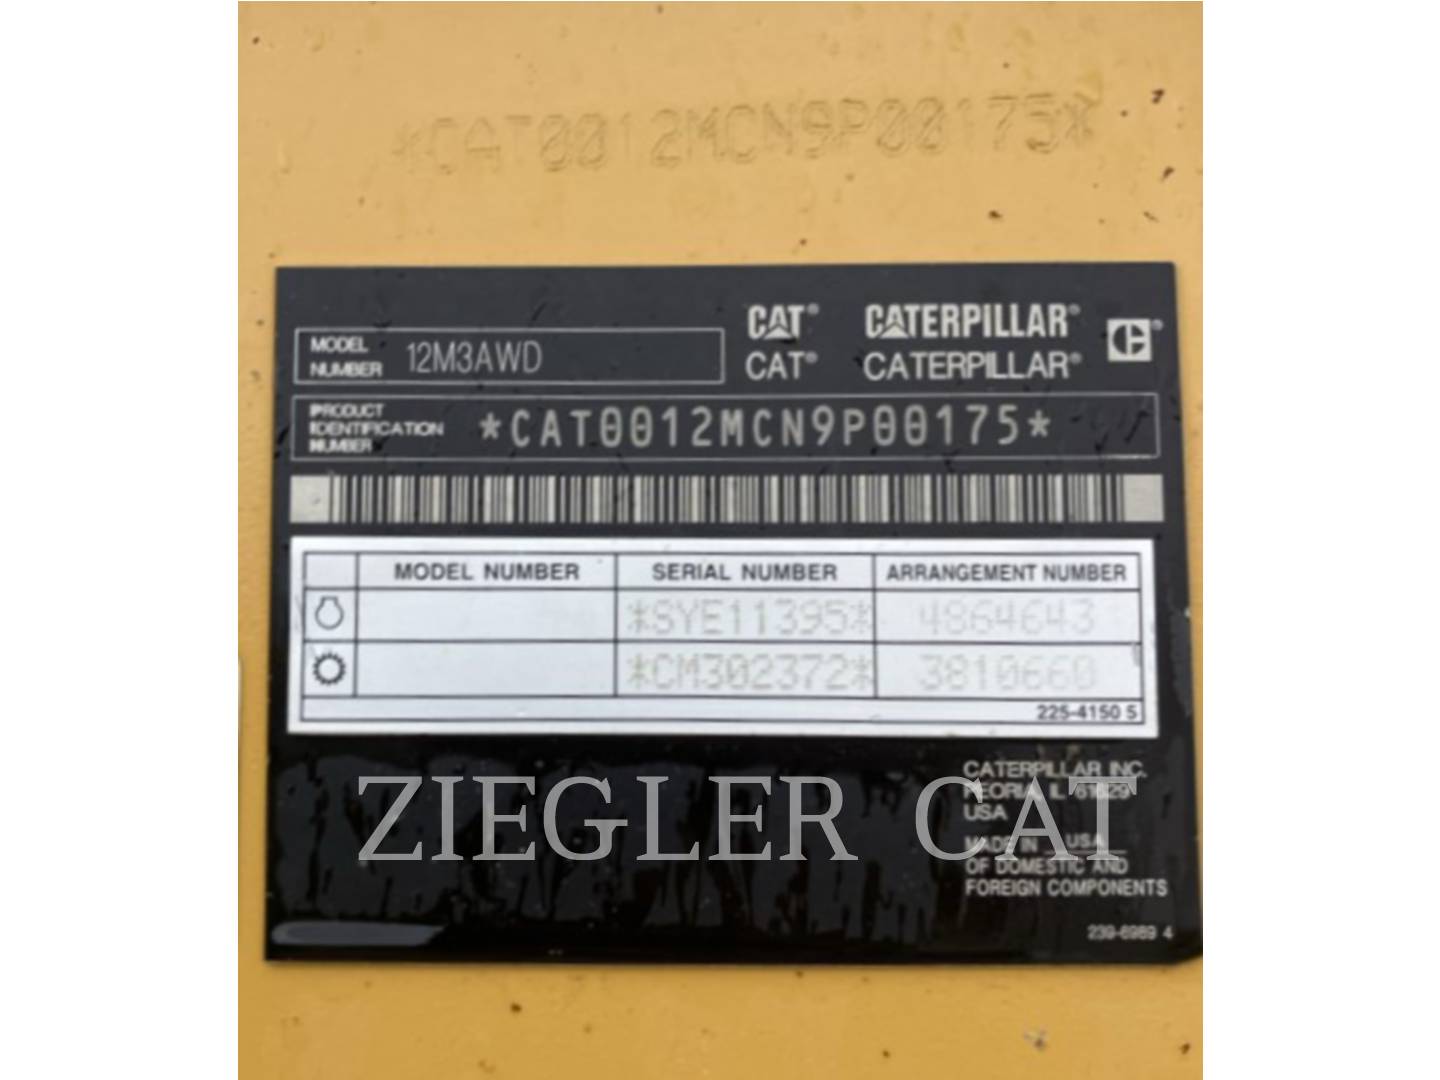 *CAT0012MCN9P00175*
MODEL NUMBER 12M3AWD
CAT® CATERPILLAR®
CAT® CATERPILLAR®
PRODUCT IDENTIFICATION NUMBER *CAT0012MCN9P00175*
MODEL NUMBER SERIAL NUMBER ARRANGEMENT NUMBER
*SYE11395* 4864643
*CM302372* 3810660
225-4150 5
ZIEGLER CAT
CATERPILLAR INC.
PEORIA, IL 61629
USA
MADE IN USA
OF DOMESTIC AND
FOREIGN COMPONENTS
239-6989 4